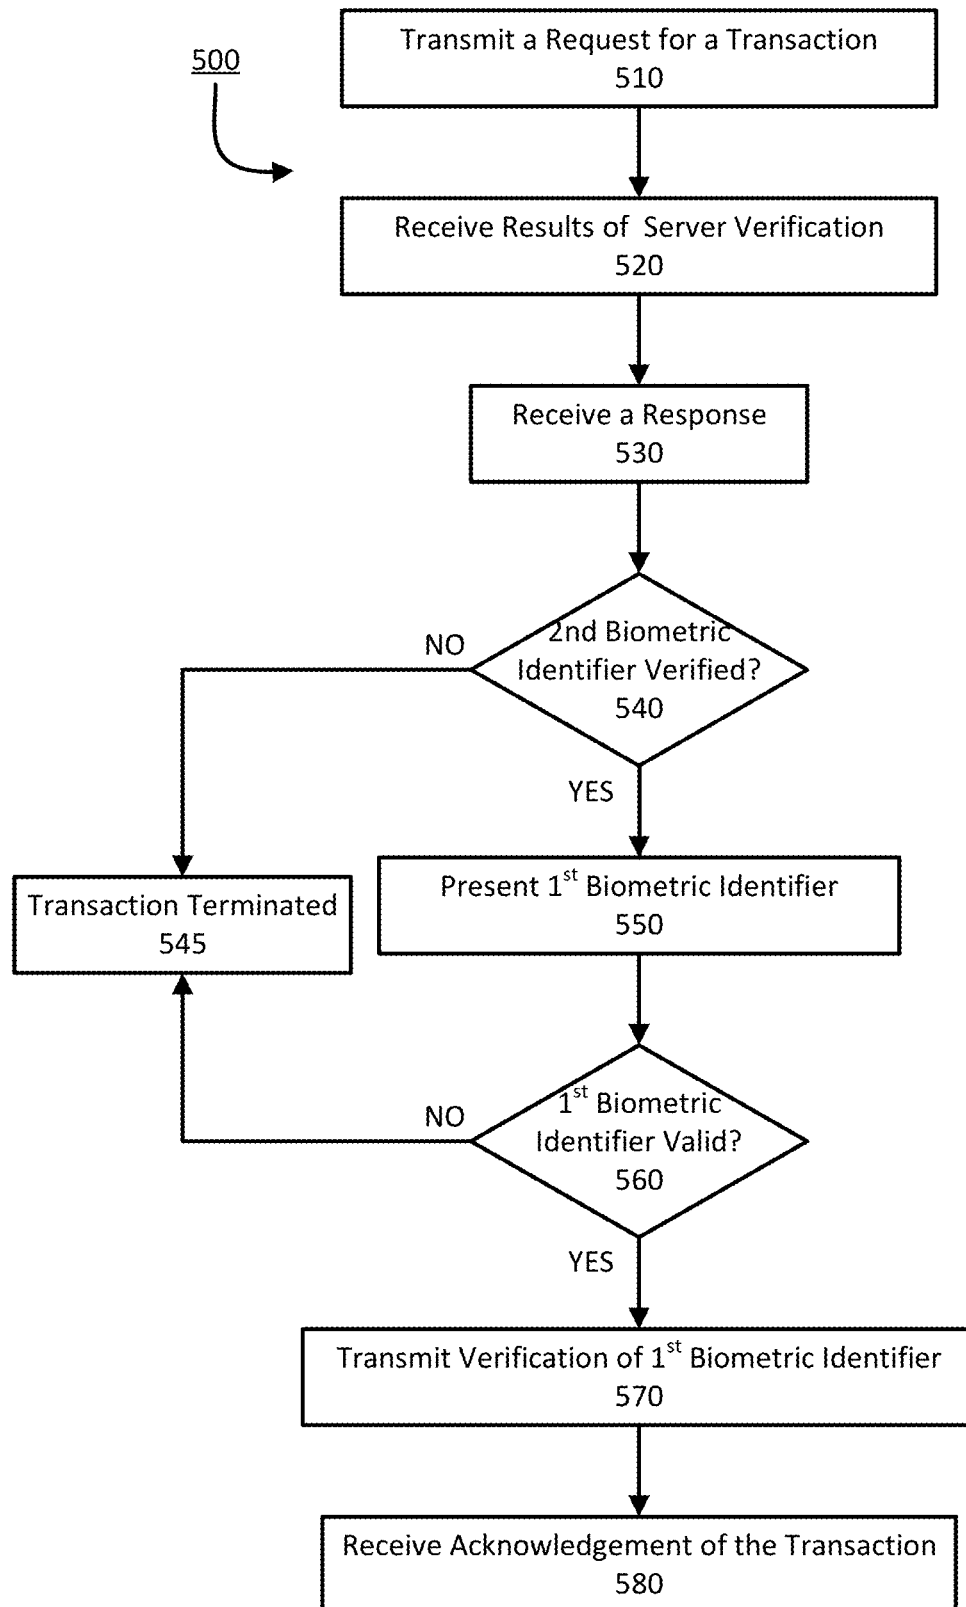 Transmit a Request for a Transaction
510
500
Receive Results of Server Verification
520
Receive a Response
530
2nd Biometric
Identifier Verified?
540
NO
YES
Present 1st Biometric Identifier
550
Transaction Terminated
545
1st Biometric
Identifier Valid?
560
NO
YES
Transmit Verification of 1st Biometric Identifier
570
Receive Acknowledgement of the Transaction
580